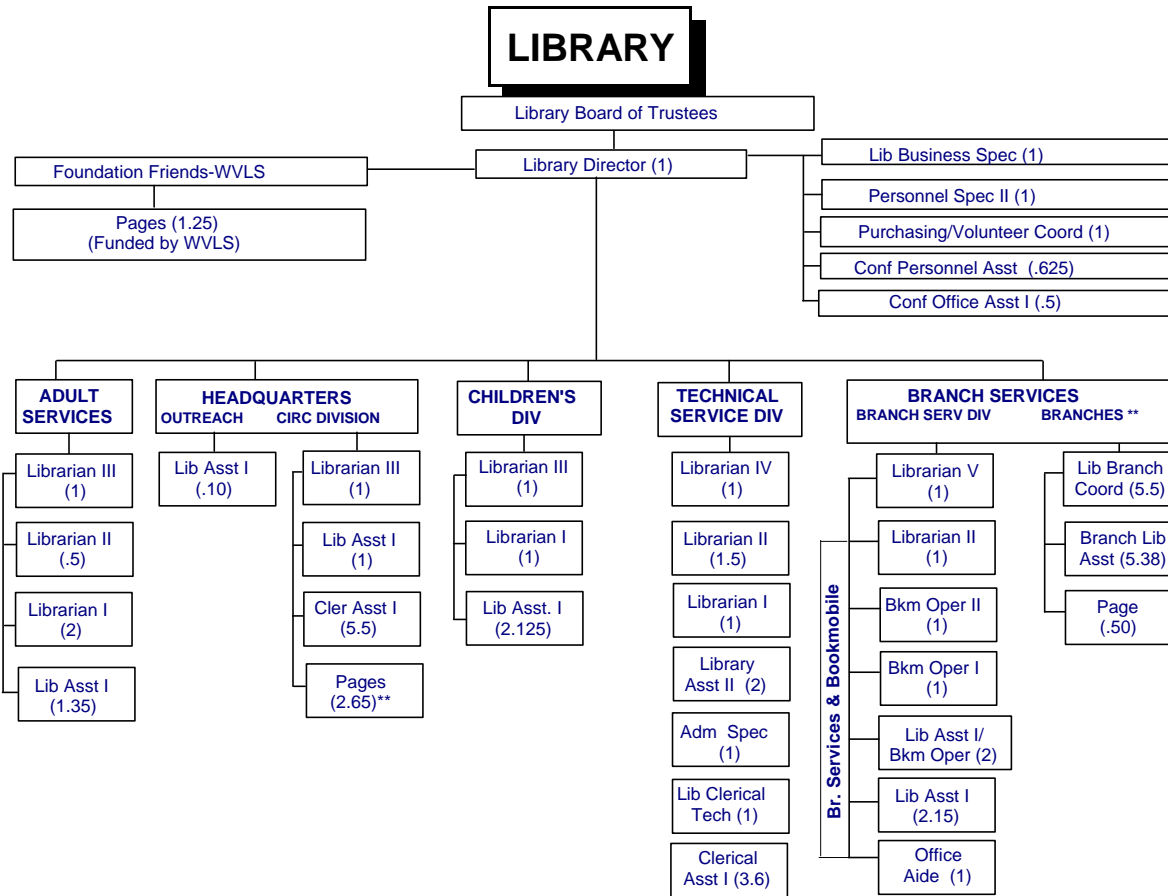 LIBRARY
Library Board of Trustees
Library Director (1)
Foundation Friends-WVLS
Pages (1.25)
(Funded by WVLS)
Lib Business Spec (1)
Personnel Spec II (1)
Purchasing/Volunteer Coord (1)
Conf Personnel Asst (.625)
Conf Office Asst I (.5)
ADULT
SERVICES
Librarian III
(1)
Librarian II
(.5)
Librarian I
(2)
Lib Asst I
(1.35)
HEADQUARTERS
OUTREACH CIRC DIVISION
Lib Asst I
(.10)
Librarian III
(1)
Lib Asst I
(1)
Cler Asst I
(5.5)
Pages
(2.65)**
CHILDREN'S
DIV
Librarian III
(1)
Librarian I
(1)
Lib Asst. I
(2.125)
TECHNICAL
SERVICE DIV
Librarian IV
(1)
Librarian II
(1.5)
Librarian I
(1)
Library
Asst II (2)
Adm Spec
(1)
Lib Clerical
Tech (1)
Clerical
Asst I (3.6)
BRANCH SERVICES
BRANCH SERV DIV BRANCHES **
Br. Services & Bookmobile
Librarian V
(1)
Librarian II
(1)
Bkm Oper II
(1)
Bkm Oper I
(1)
Lib Asst I/
Bkm Oper (2)
Lib Asst I
(2.15)
Office
Aide (1)
Lib Branch
Coord (5.5)
Branch Lib
Asst (5.38)
Page
(.50)